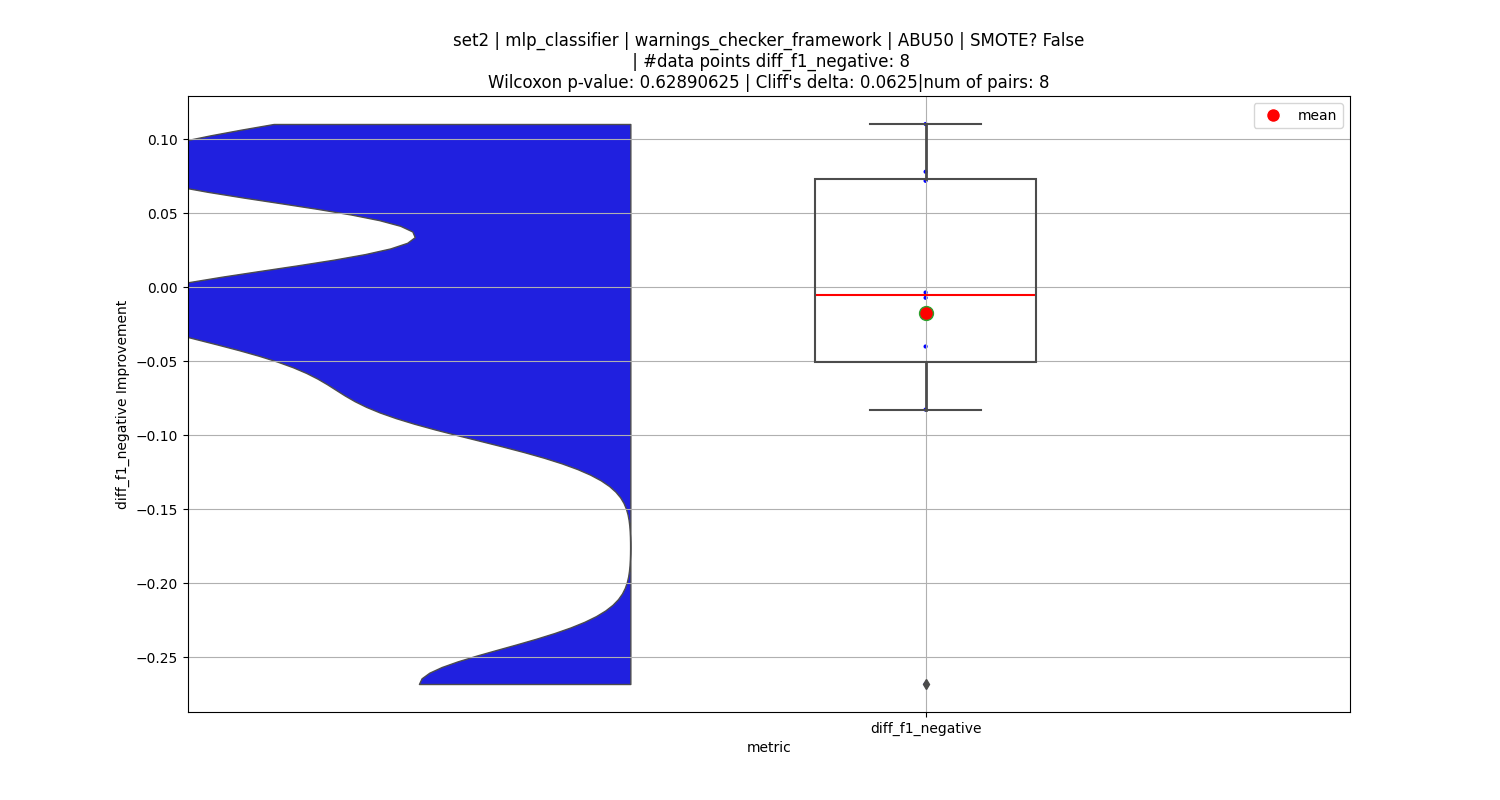 set2 | mlp_classifier | warnings_checker_framework | ABU50 | SMOTE? False
| #data points diff_f1_negative: 8
Wilcoxon p-value: 0.62890625 | Cliff's delta: 0.0625|num of pairs: 8
mean
0.10
0.05
0.00
−0.05
−0.10
−0.15
−0.20
−0.25
diff_f1_negative Improvement
diff_f1_negative
metric